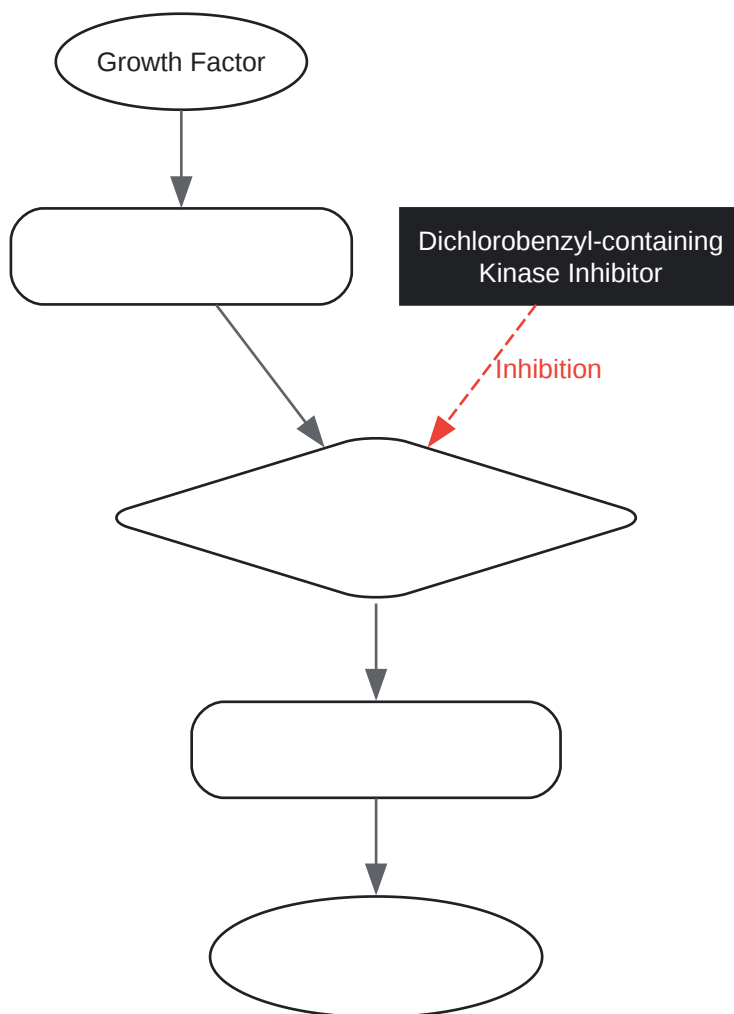 Growth Factor
Dichlorobenzyl-containing
Kinase Inhibitor
Inhibition